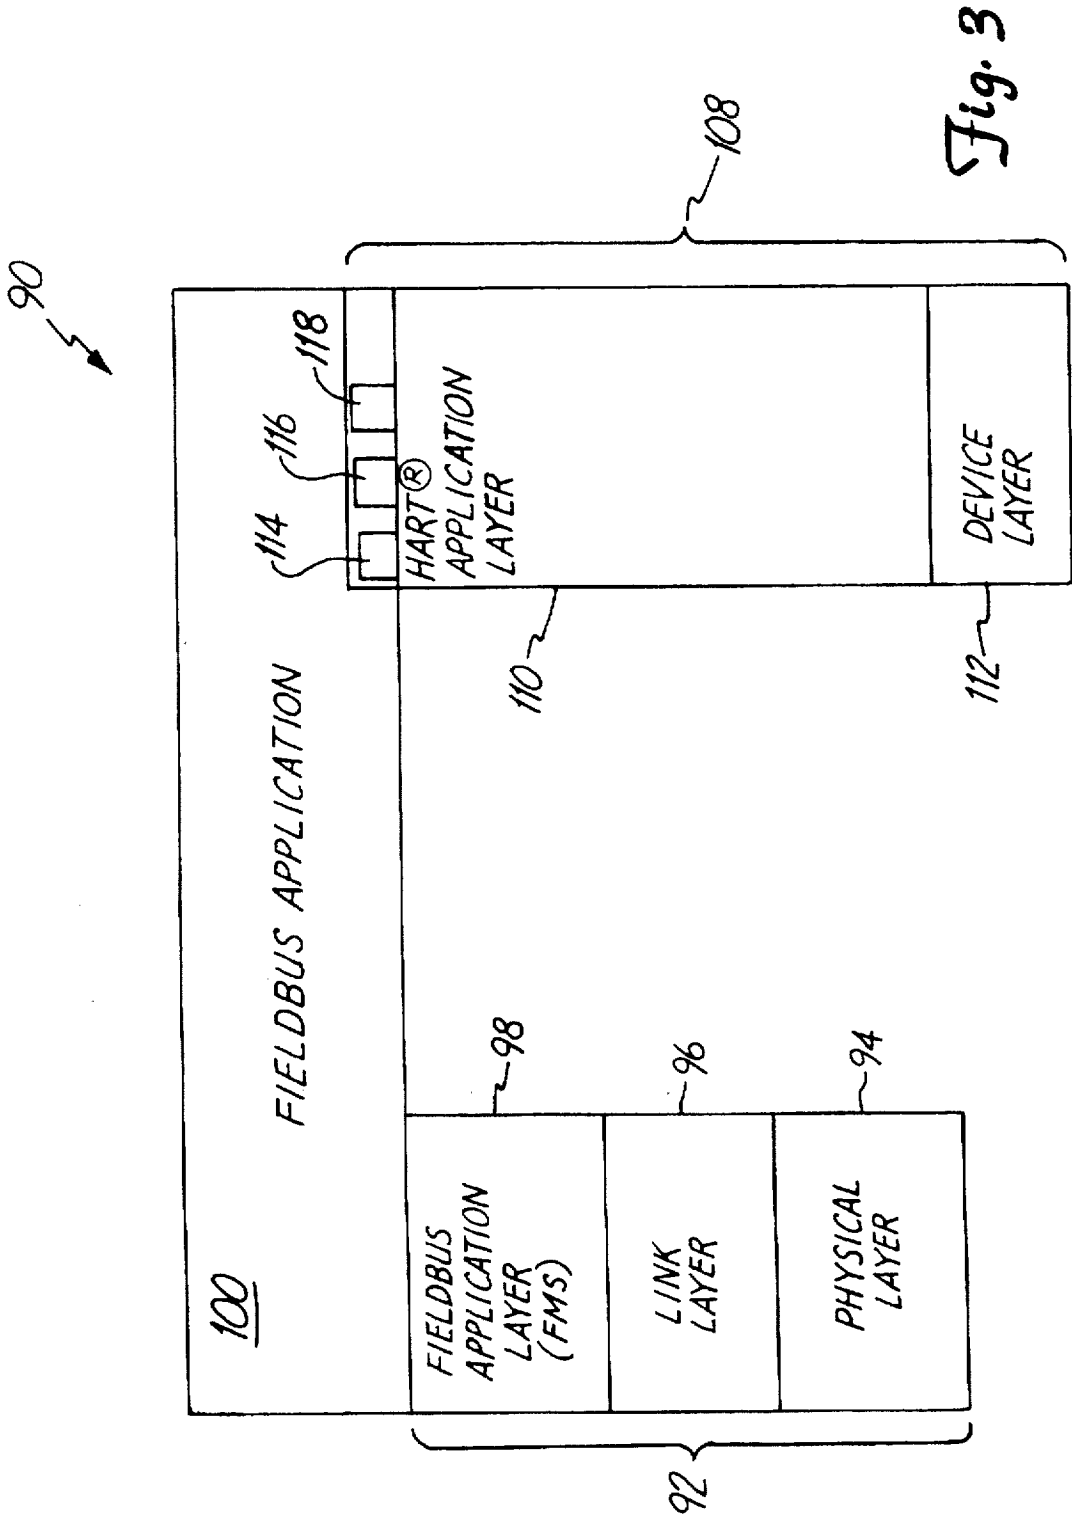 90
100
FIELDBUS APPLICATION
114
116
118
FIELDBUS
APPLICATION
LAYER
(FMS)
98
LINK
LAYER
96
PHYSICAL
LAYER
94
92
HART®
APPLICATION
LAYER
110
DEVICE
LAYER
112
108
Fig. 3